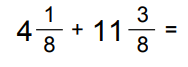 4 1/8 + 11 3/8 =